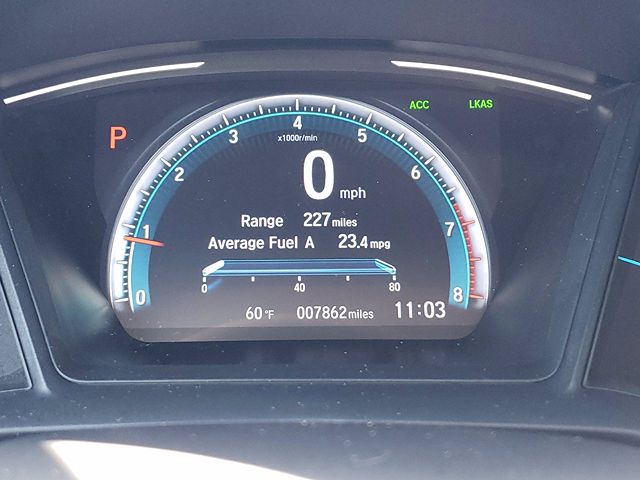 ACC LKAS
P
x1000r/min
0 1 2 3 4 5 6 7 8
0 mph
Range 227 miles
Average Fuel A 23.4 mpg
0 40 80
60 °F 007862 miles 11:03